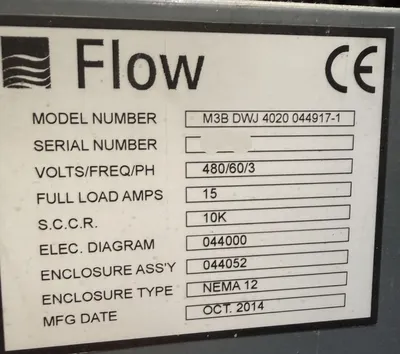 Flow CE
MODEL NUMBER M3B DWJ 4020 044917-1
SERIAL NUMBER
VOLTS/FREQ/PH 480/60/3
FULL LOAD AMPS 15
S.C.C.R. 10K
ELEC. DIAGRAM 044000
ENCLOSURE ASS'Y 044052
ENCLOSURE TYPE NEMA 12
MFG DATE OCT. 2014